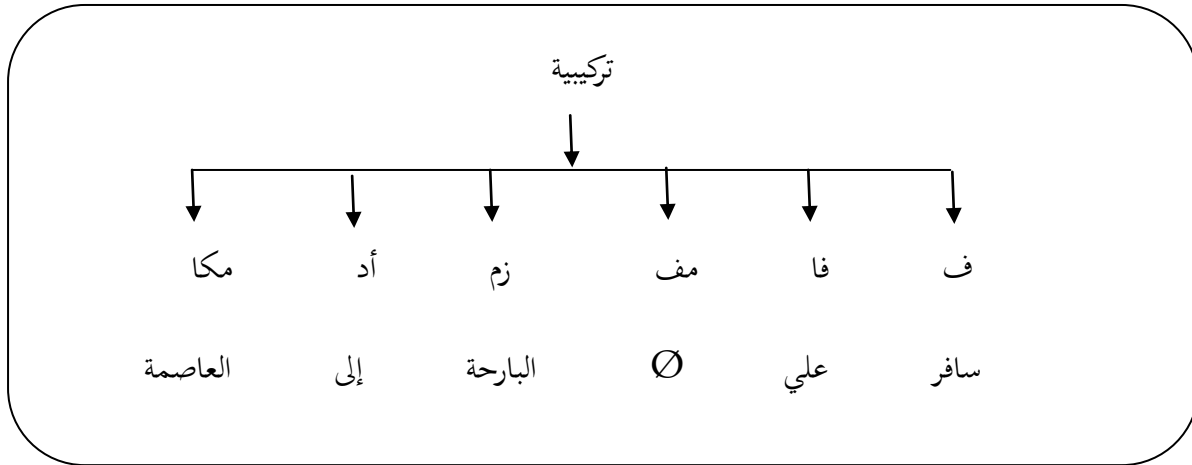 تركيبية
ف فا مف زم أد مكا
سافر علي Ø البارحة إلى العاصمة